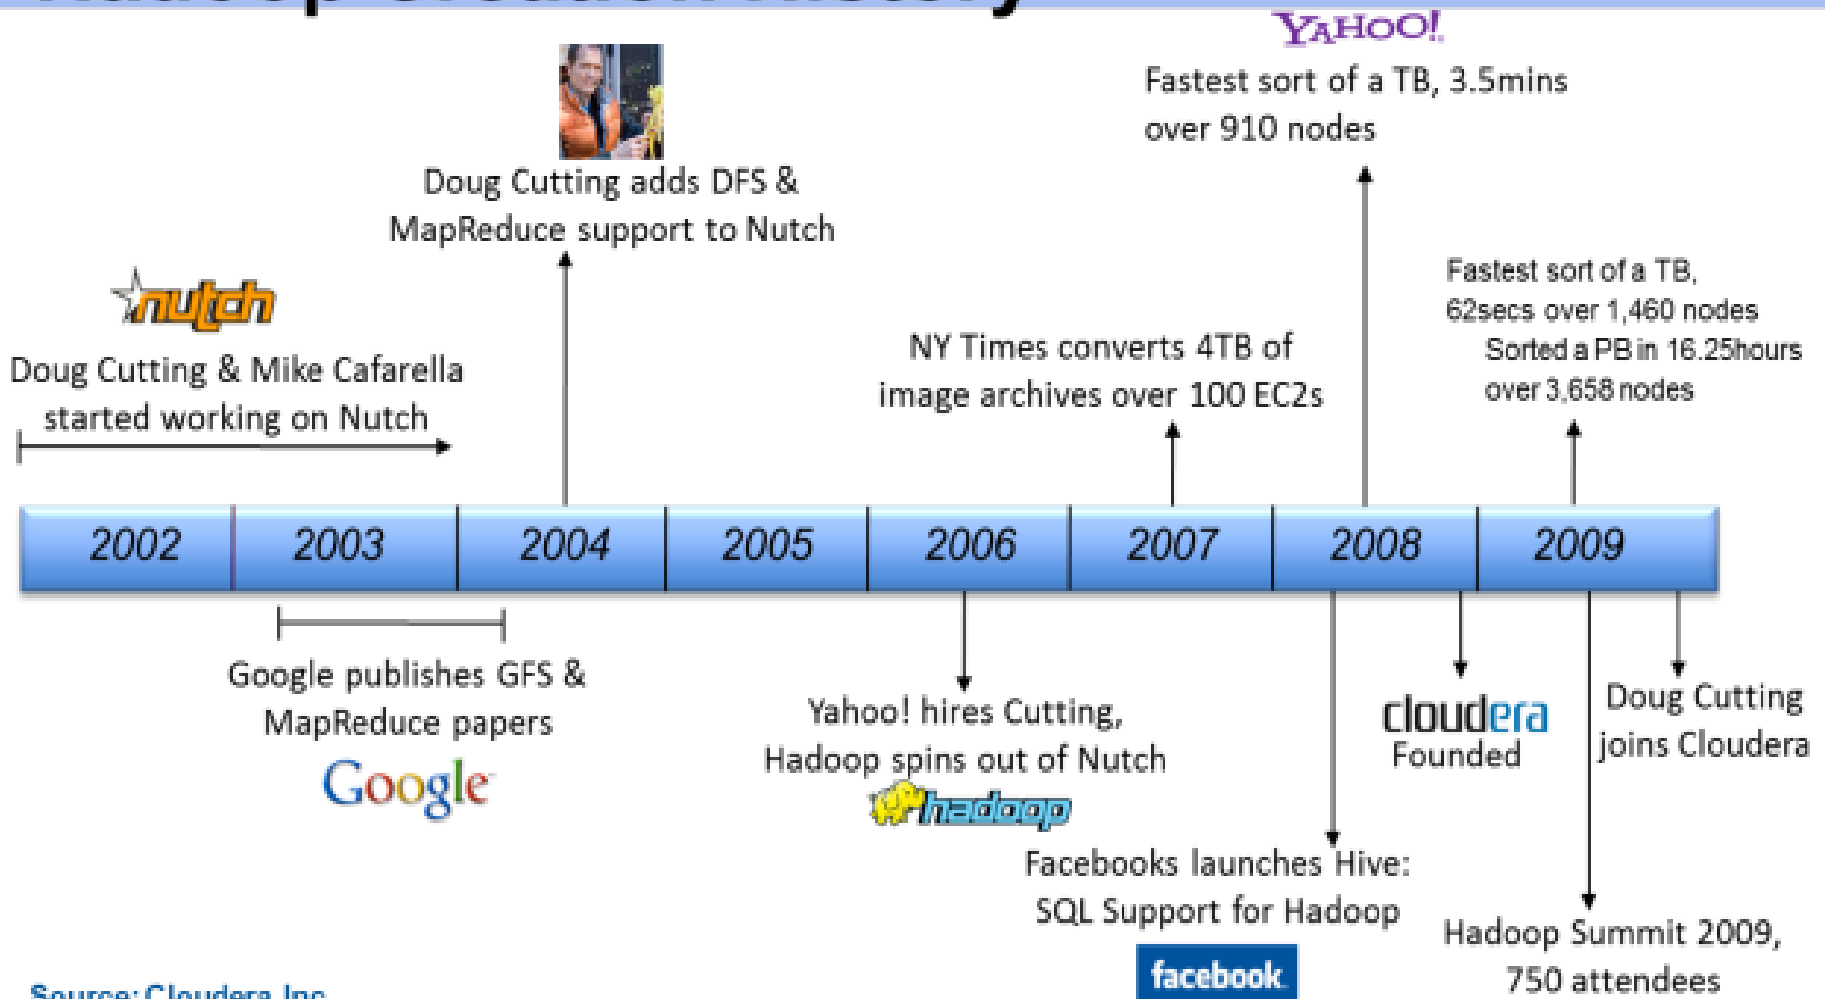 YAHOO!
Fastest sort of a TB, 3.5mins
over 910 nodes
Doug Cutting adds DFS &
MapReduce support to Nutch
nutch
Doug Cutting & Mike Cafarella
started working on Nutch
NY Times converts 4TB of
image archives over 100 EC2s
Fastest sort of a TB,
62secs over 1,460 nodes
Sorted a PB in 16.25hours
over 3,658 nodes
2002 2003 2004 2005 2006 2007 2008 2009
Google publishes GFS &
MapReduce papers
Google
Yahoo! hires Cutting,
Hadoop spins out of Nutch
hadoop
Facebooks launches Hive:
SQL Support for Hadoop
facebook
cloudera
Founded
Doug Cutting
joins Cloudera
Hadoop Summit 2009,
750 attendees
Source: Cloudera, Inc